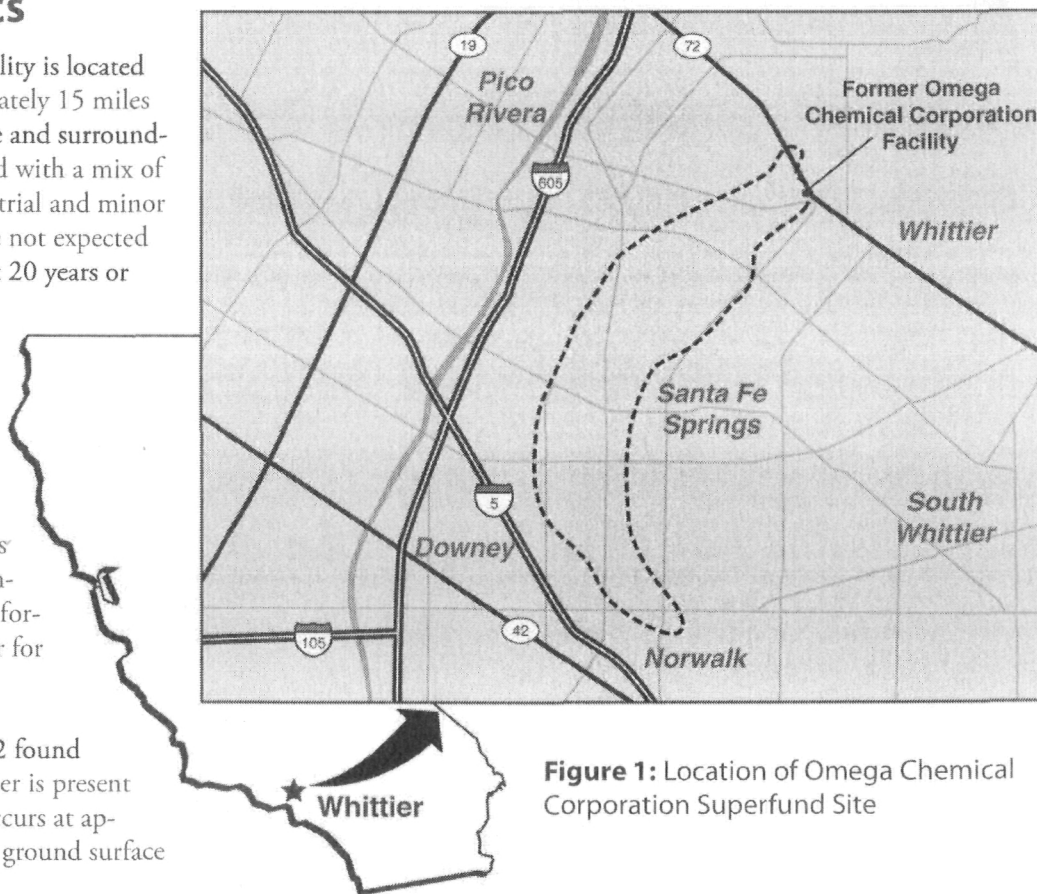 ts
ility is located
ately 15 miles
e and surround-
d with a mix of
trial and minor
e not expected
t 20 years or
s
n-
for-
r for
2 found
er is present
ccurs at ap-
ground surface
19
72
Pico
Rivera
Former Omega
Chemical Corporation
Facility
605
Whittier
Santa Fe
Springs
5
South
Whittier
Downey
105
42
Norwalk
Whittier
Figure 1: Location of Omega Chemical
Corporation Superfund Site